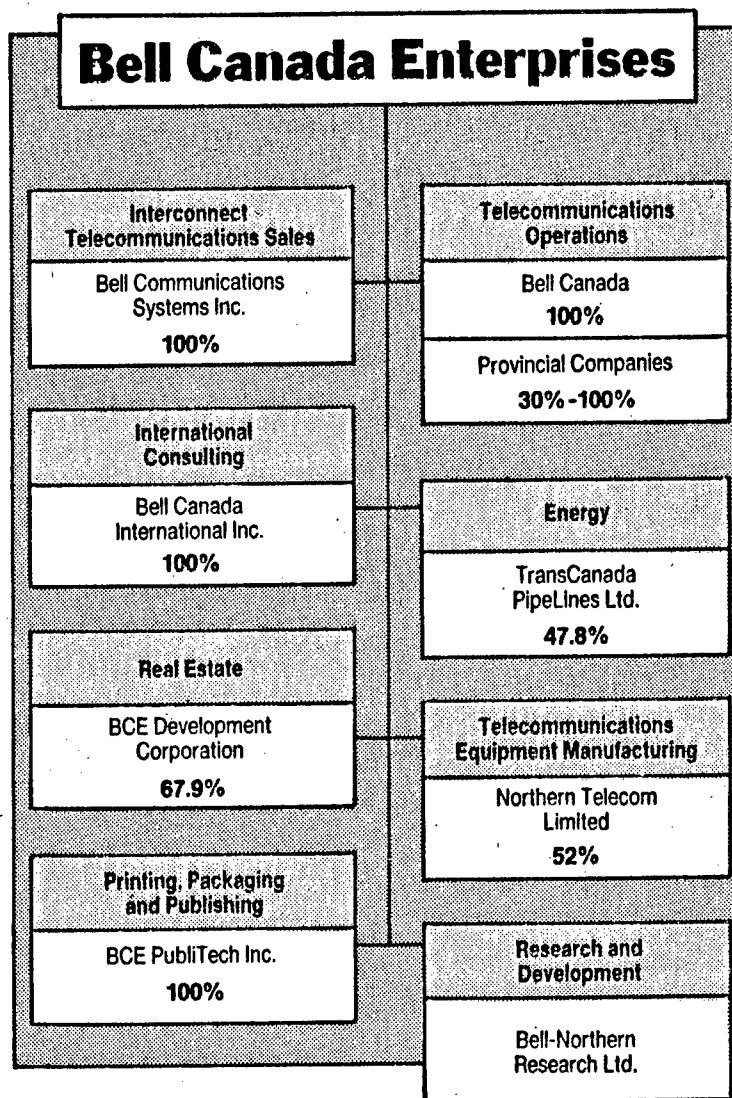 Bell Canada Enterprises
Interconnect
Telecommunications Sales
Bell Communications
Systems Inc.
100%
International
Consulting
Bell Canada
International Inc.
100%
Real Estate
BCE Development
Corporation
67.9%
Printing, Packaging
and Publishing
BCE PubliTech Inc.
100%
Telecommunications
Operations
Bell Canada
100%
Provincial Companies
30%-100%
Energy
TransCanada
PipeLines Ltd.
47.8%
Telecommunications
Equipment Manufacturing
Northern Telecom
Limited
52%
Research and
Development
Bell-Northern
Research Ltd.